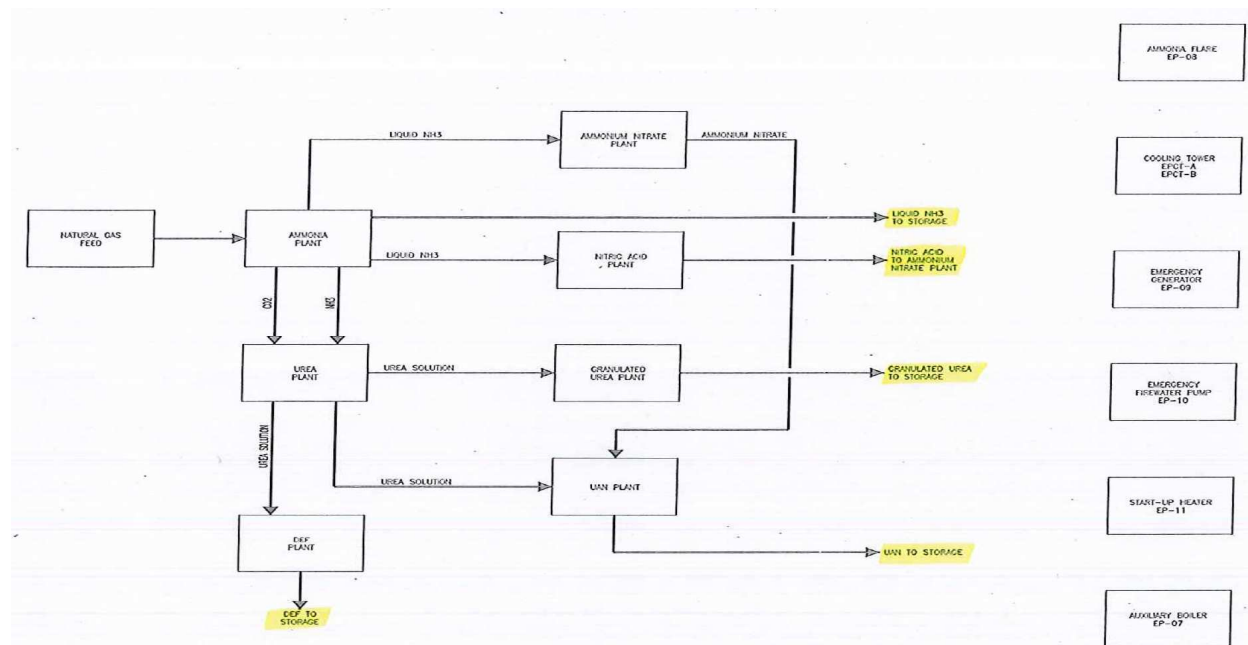 AMMONIA FLARE
EP-08
LIQUID NH3
AMMONIUM NITRATE
PLANT
AMMONIUM NITRATE
COOLING TOWER
EPCT-A
EPCT-B
NATURAL GAS
FEED
AMMONIA
PLANT
LIQUID NH3
TO STORAGE
LIQUID NH3
NITRIC ACID
PLANT
NITRIC ACID
TO AMMONIUM
NITRATE PLANT
EMERGENCY
GENERATOR
EP-09
CO2
NH3
UREA
PLANT
UREA SOLUTION
GRANULATED
UREA PLANT
GRANULATED UREA
TO STORAGE
EMERGENCY
FIREWATER PUMP
EP-10
UREA SOLUTION
UREA SOLUTION
UAN PLANT
START-UP HEATER
EP-11
DEF
PLANT
UAN TO STORAGE
DEF TO
STORAGE
AUXILIARY BOILER
EP-07